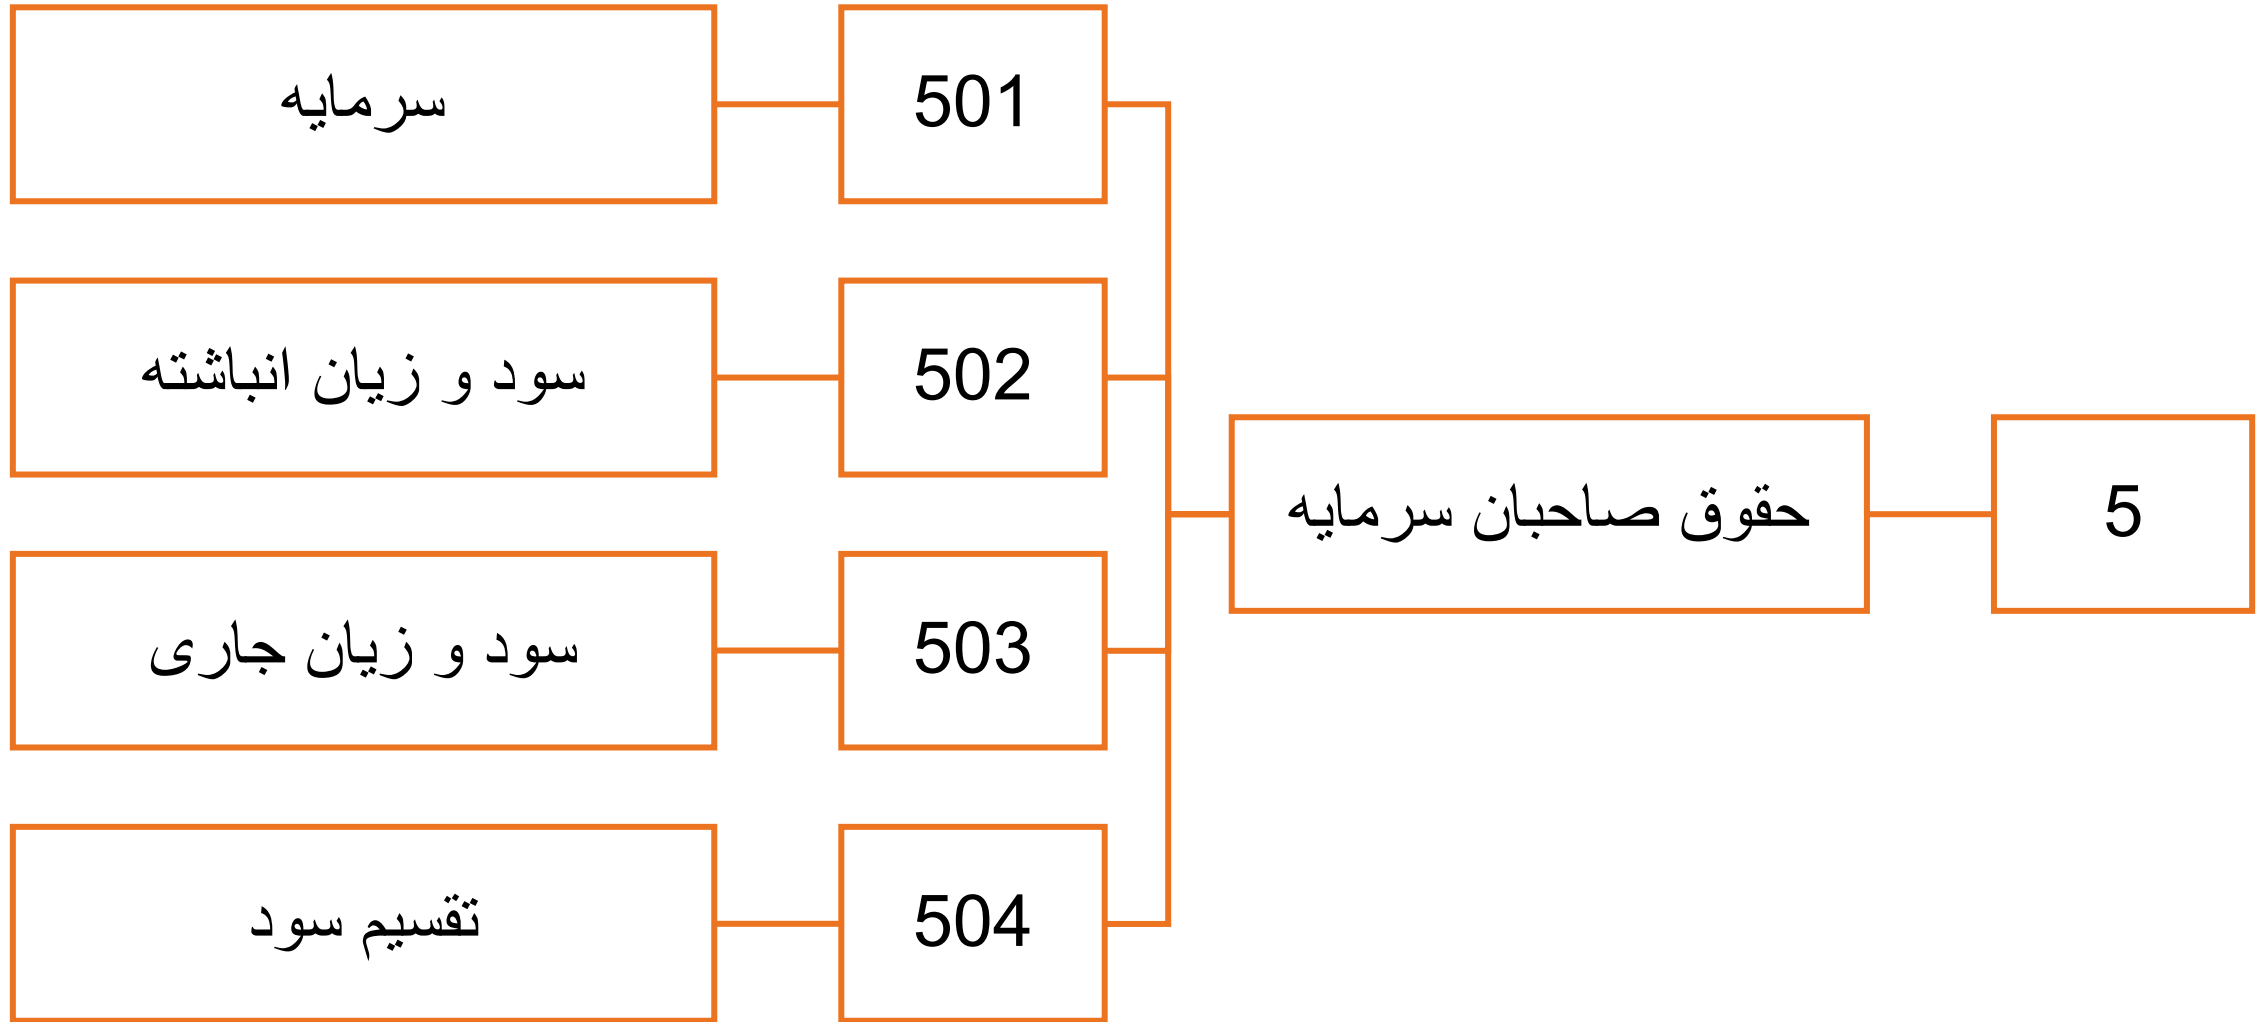 5
حقوق صاحبان سرمایه
501
سرمایه
502
سود و زیان انباشته
503
سود و زیان جاری
504
تقسیم سود